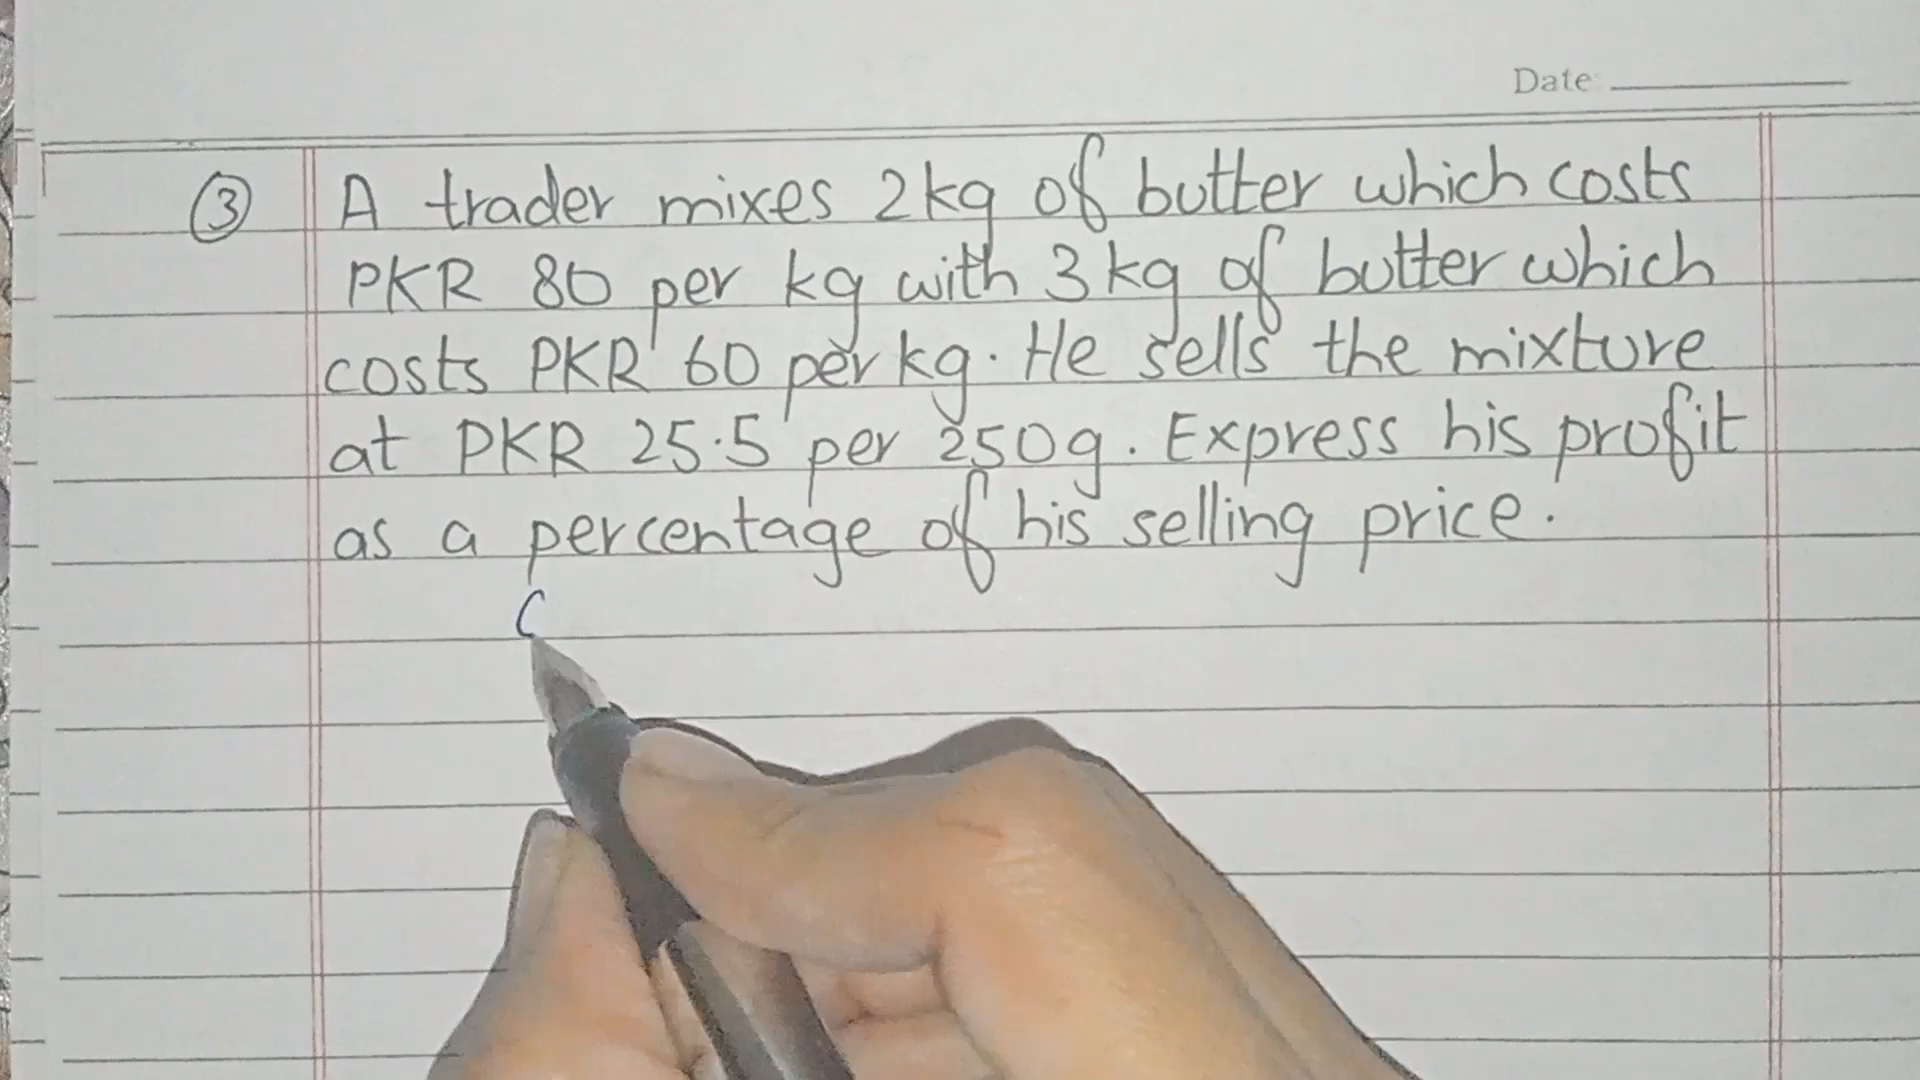 Date:
③ A trader mixes 2kg of butter which costs
PKR 80 per kg with 3kg of butter which
costs PKR 60 per kg. He sells the mixture
at PKR 25.5 per 250g. Express his profit
as a percentage of his selling price.
C